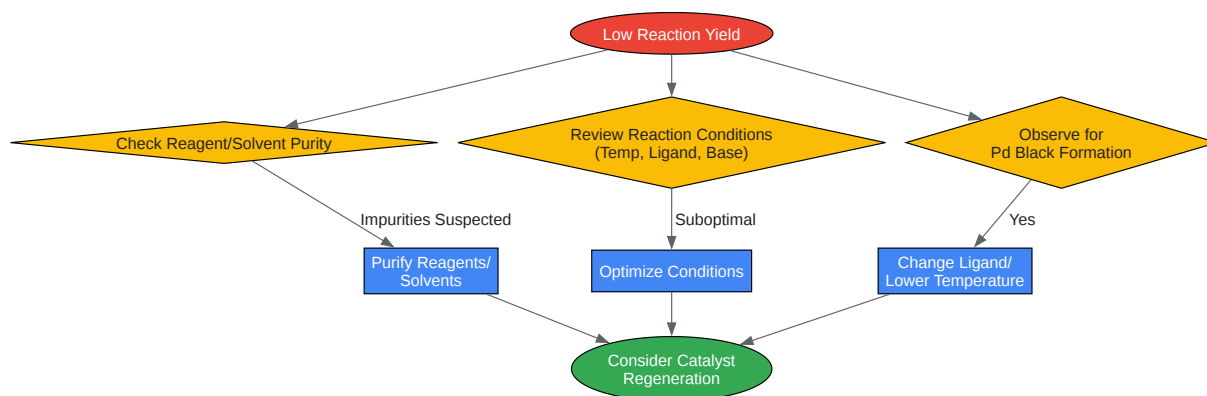 Low Reaction Yield
Check Reagent/Solvent Purity
Review Reaction Conditions
(Temp, Ligand, Base)
Observe for
Pd Black Formation
Impurities Suspected
Suboptimal
Yes
Purify Reagents/
Solvents
Optimize Conditions
Change Ligand/
Lower Temperature
Consider Catalyst
Regeneration